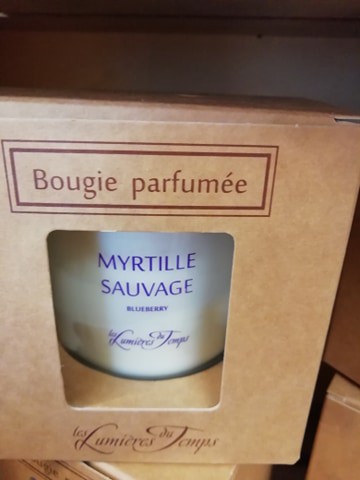 Bougie parfumée
MYRTILLE
SAUVAGE
BLUEBERRY
les Lumières du Temps
les Lumières du Temps